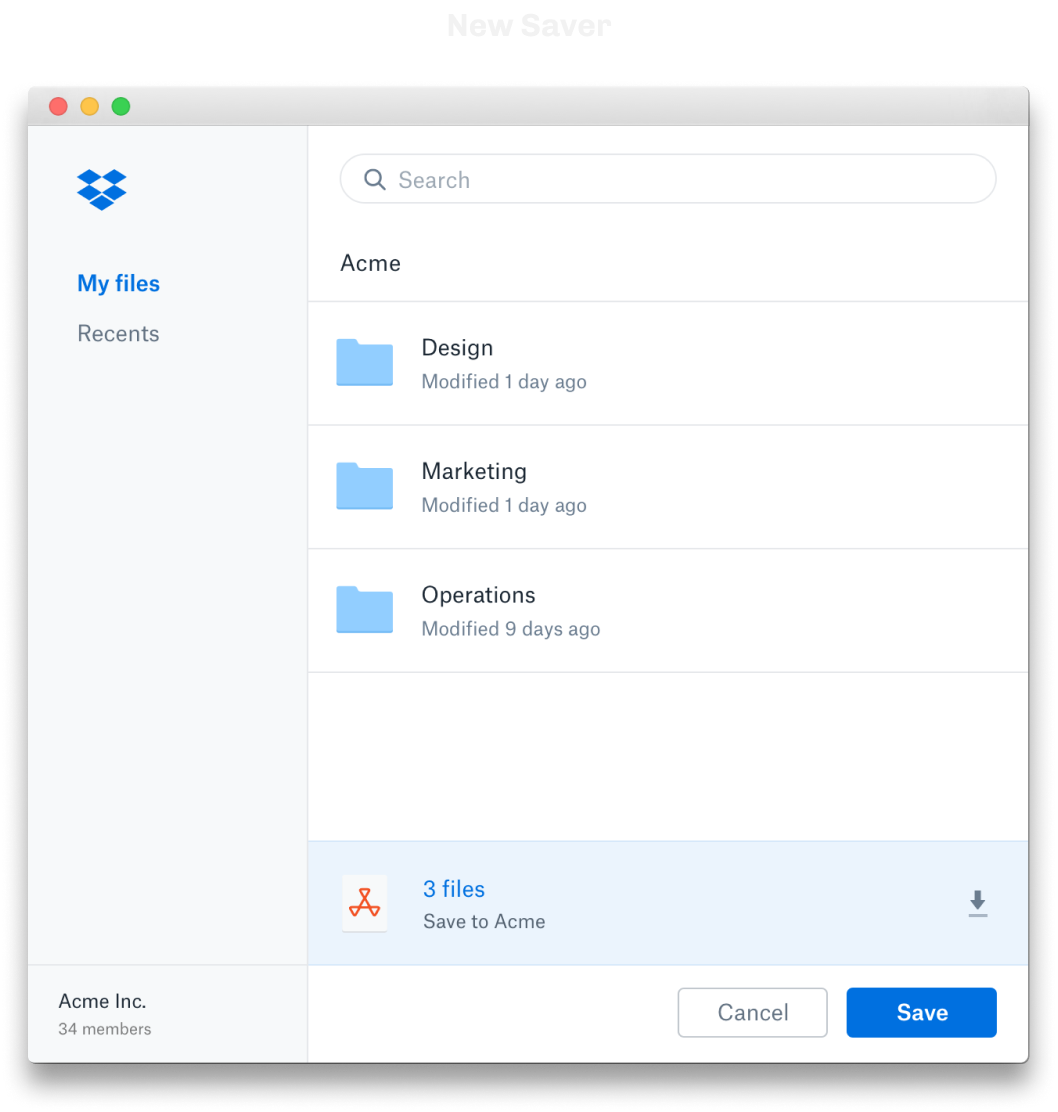 New Saver
Search
Acme
My files
Recents
Design
Modified 1 day ago
Marketing
Modified 1 day ago
Operations
Modified 9 days ago
3 files
Save to Acme
Acme Inc.
34 members
Cancel
Save